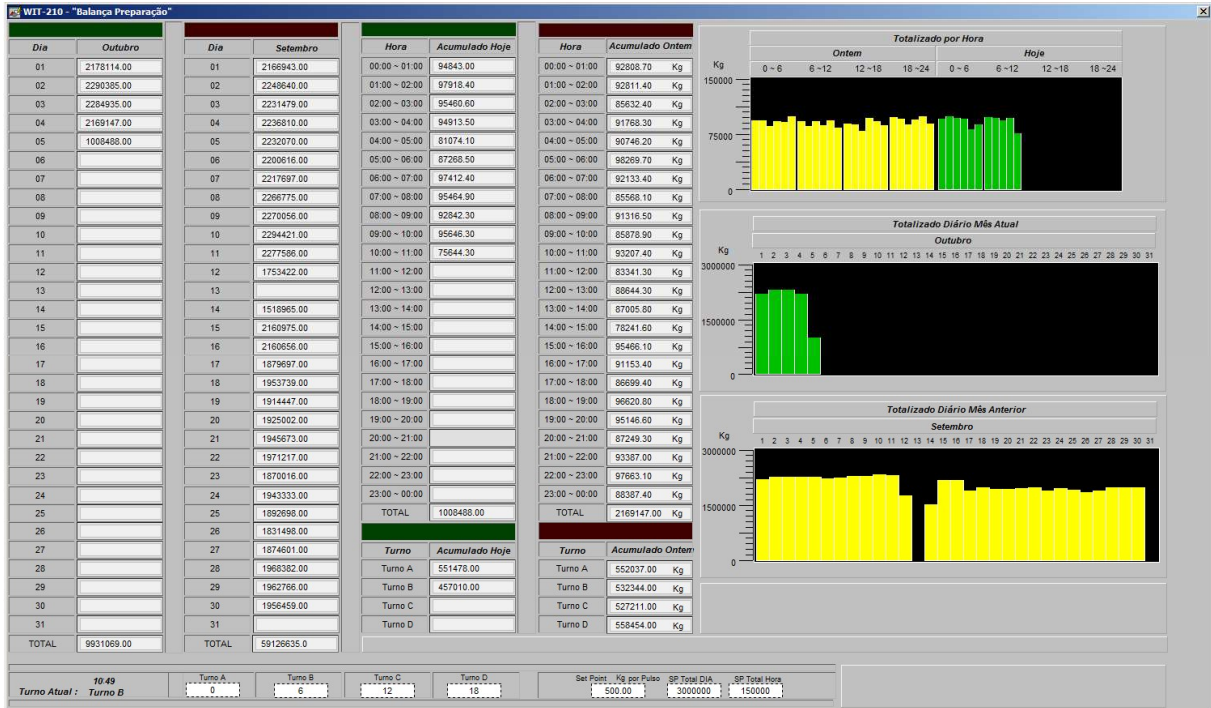 WIT-210 - "Balança Preparação"
Dia Outubro
01 2178114.00
02 2290385.00
03 2284935.00
04 2169147.00
05 1008488.00
06
07
08
09
10
11
12
13
14
15
16
17
18
19
20
21
22
23
24
25
26
27
28
29
30
31
TOTAL 9931069.00
Dia Setembro
01 2166943.00
02 2248640.00
03 2231479.00
04 2236810.00
05 2232070.00
06 2200616.00
07 2217697.00
08 2266775.00
09 2270056.00
10 2294421.00
11 2277586.00
12 1753422.00
13
14 1518965.00
15 2160975.00
16 2160656.00
17 1879697.00
18 1953739.00
19 1914447.00
20 1925002.00
21 1945673.00
22 1971217.00
23 1870016.00
24 1943333.00
25 1892698.00
26 1831498.00
27 1874601.00
28 1968382.00
29 1962766.00
30 1956459.00
31
TOTAL 59126635.0
Hora Acumulado Hoje
00:00 ~ 01:00 94843.00
01:00 ~ 02:00 97918.40
02:00 ~ 03:00 95460.60
03:00 ~ 04:00 94913.50
04:00 ~ 05:00 81074.10
05:00 ~ 06:00 87268.50
06:00 ~ 07:00 97412.40
07:00 ~ 08:00 95464.90
08:00 ~ 09:00 92842.30
09:00 ~ 10:00 95646.30
10:00 ~ 11:00 75644.30
11:00 ~ 12:00
12:00 ~ 13:00
13:00 ~ 14:00
14:00 ~ 15:00
15:00 ~ 16:00
16:00 ~ 17:00
17:00 ~ 18:00
18:00 ~ 19:00
19:00 ~ 20:00
20:00 ~ 21:00
21:00 ~ 22:00
22:00 ~ 23:00
23:00 ~ 00:00
TOTAL 1008488.00
Turno Acumulado Hoje
Turno A 551478.00
Turno B 457010.00
Turno C
Turno D
Hora Acumulado Ontem
00:00 ~ 01:00 92808.70 Kg
01:00 ~ 02:00 92811.40 Kg
02:00 ~ 03:00 85632.40 Kg
03:00 ~ 04:00 91768.30 Kg
04:00 ~ 05:00 90746.20 Kg
05:00 ~ 06:00 98269.70 Kg
06:00 ~ 07:00 92133.40 Kg
07:00 ~ 08:00 85568.10 Kg
08:00 ~ 09:00 91316.50 Kg
09:00 ~ 10:00 85878.90 Kg
10:00 ~ 11:00 93207.40 Kg
11:00 ~ 12:00 83341.30 Kg
12:00 ~ 13:00 88644.30 Kg
13:00 ~ 14:00 87005.80 Kg
14:00 ~ 15:00 78241.60 Kg
15:00 ~ 16:00 95466.10 Kg
16:00 ~ 17:00 91153.40 Kg
17:00 ~ 18:00 86699.40 Kg
18:00 ~ 19:00 96620.80 Kg
19:00 ~ 20:00 95146.60 Kg
20:00 ~ 21:00 87249.30 Kg
21:00 ~ 22:00 93387.00 Kg
22:00 ~ 23:00 97663.10 Kg
23:00 ~ 00:00 88387.40 Kg
TOTAL 2169147.00 Kg
Turno Acumulado Ontem
Turno A 552037.00 Kg
Turno B 532344.00 Kg
Turno C 527211.00 Kg
Turno D 558454.00 Kg
Totalizado por Hora
Ontem Hoje
Kg 0 ~ 6 6 ~12 12 ~18 18 ~24 0 ~ 6 6 ~12 12 ~18 18 ~24
150000
75000
0
Totalizado Diário Mês Atual
Outubro
Kg 1 2 3 4 5 6 7 8 9 10 11 12 13 14 15 16 17 18 19 20 21 22 23 24 25 26 27 28 29 30 31
3000000
1500000
0
Totalizado Diário Mês Anterior
Setembro
Kg 1 2 3 4 5 6 7 8 9 10 11 12 13 14 15 16 17 18 19 20 21 22 23 24 25 26 27 28 29 30 31
3000000
1500000
0
10:49
Turno Atual : Turno B
Turno A Turno B Turno C Turno D
0 6 12 18
Set Point Kg por Pulso SP Total DIA SP Total Hora
500.00 3000000 150000